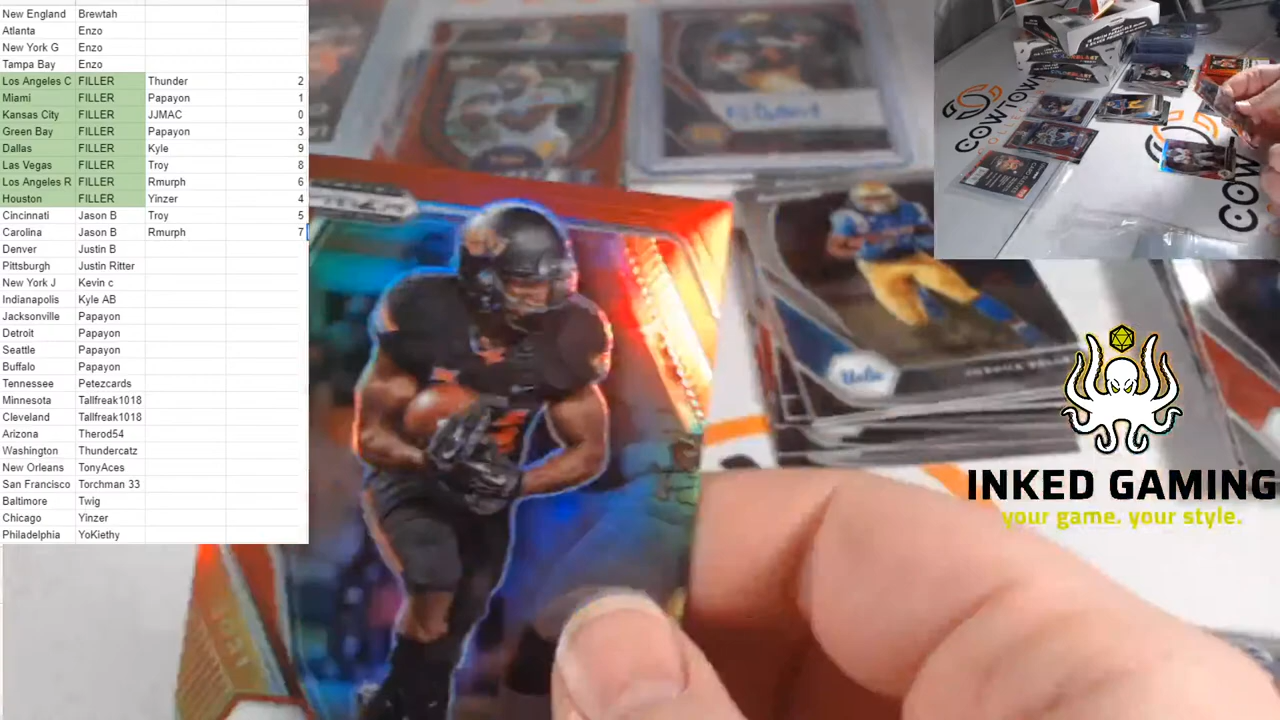 New England Brewtah
Atlanta Enzo
New York G Enzo
Tampa Bay Enzo
Los Angeles C FILLER Thunder 2
Miami FILLER Papayon 1
Kansas City FILLER JJMAC 0
Green Bay FILLER Papayon 3
Dallas FILLER Kyle 9
Las Vegas FILLER Troy 8
Los Angeles R FILLER Rmurph 6
Houston FILLER Yinzer 4
Cincinnati Jason B Troy 5
Carolina Jason B Rmurph 7
Denver Justin B
Pittsburgh Justin Ritter
New York J Kevin c
Indianapolis Kyle AB
Jacksonville Papayon
Detroit Papayon
Seattle Papayon
Buffalo Papayon
Tennessee Petezcards
Minnesota Tallfreak1018
Cleveland Tallfreak1018
Arizona Therod54
Washington Thundercatz
New Orleans TonyAces
San Francisco Torchman 33
Baltimore Twig
Chicago Yinzer
Philadelphia YoKiethy
COWTOWN
COW
INKED GAMING
your game. your style.